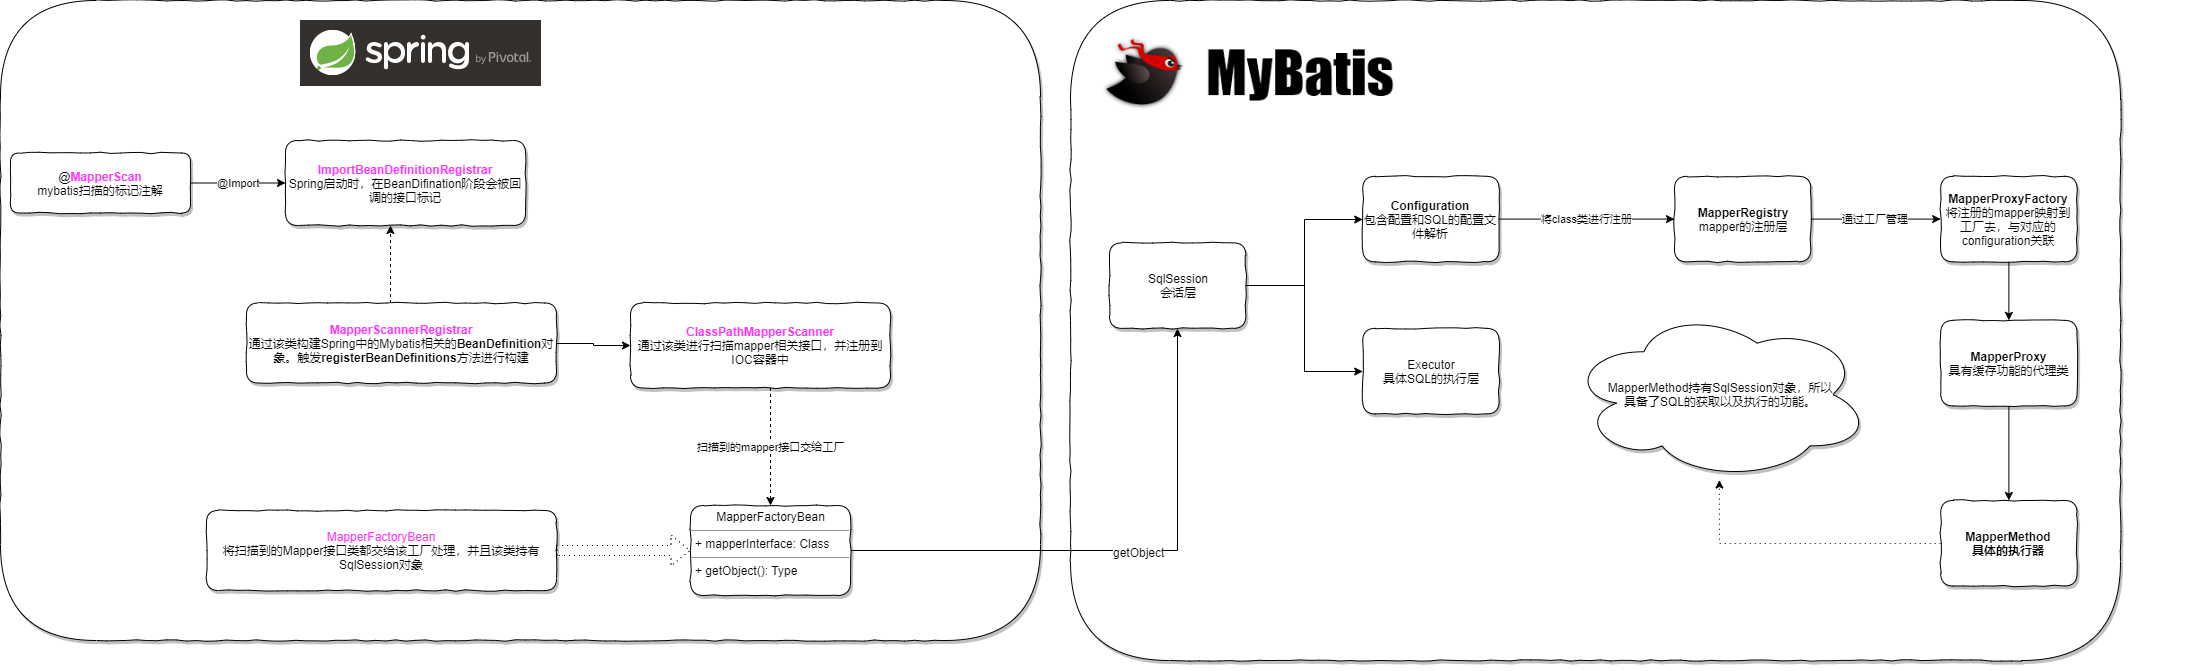 spring by Pivotal.
@MapperScan
mybatis扫描的标记注解
@Import
ImportBeanDefinitionRegistrar
Spring启动时，在BeanDifination阶段会被回
调的接口标记
MapperScannerRegistrar
通过该类构建Spring中的Mybatis相关的BeanDefinition对
象。触发registerBeanDefinitions方法进行构建
ClassPathMapperScanner
通过该类进行扫描mapper相关接口，并注册到
IOC容器中
扫描到的mapper接口交给工厂
MapperFactoryBean
将扫描到的Mapper接口类都交给该工厂处理，并且该类持有
SqlSession对象
MapperFactoryBean
+ mapperInterface: Class
+ getObject(): Type
getObject
MyBatis
SqlSession
会话层
Configuration
包含配置和SQL的配置文
件解析
将class类进行注册
MapperRegistry
mapper的注册层
通过工厂管理
MapperProxyFactory
将注册的mapper映射到
工厂去，与对应的
configuration关联
Executor
具体SQL的执行层
MapperProxy
具有缓存功能的代理类
MapperMethod持有SqlSession对象，所以
具备了SQL的获取以及执行的功能。
MapperMethod
具体的执行器